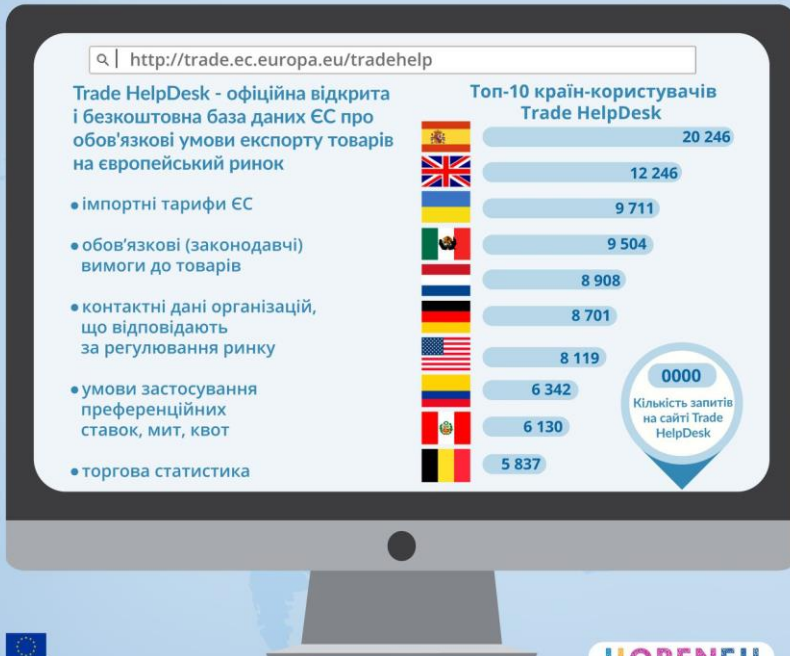 http://trade.ec.europa.eu/tradehelp
Trade HelpDesk - офіційна відкрита
і безкоштовна база даних ЄС про
обов'язкові умови експорту товарів
на європейський ринок
• імпортні тарифи ЄС
• обов’язкові (законодавчі)
вимоги до товарів
• контактні дані організацій,
що відповідають
за регулювання ринку
• умови застосування
преференційних
ставок, мит, квот
• торгова статистика
Топ-10 країн-користувачів
Trade HelpDesk
20 246
12 246
9 711
9 504
8 908
8 701
8 119
6 342
6 130
5 837
0000
Кількість запитів
на сайті Trade
HelpDesk